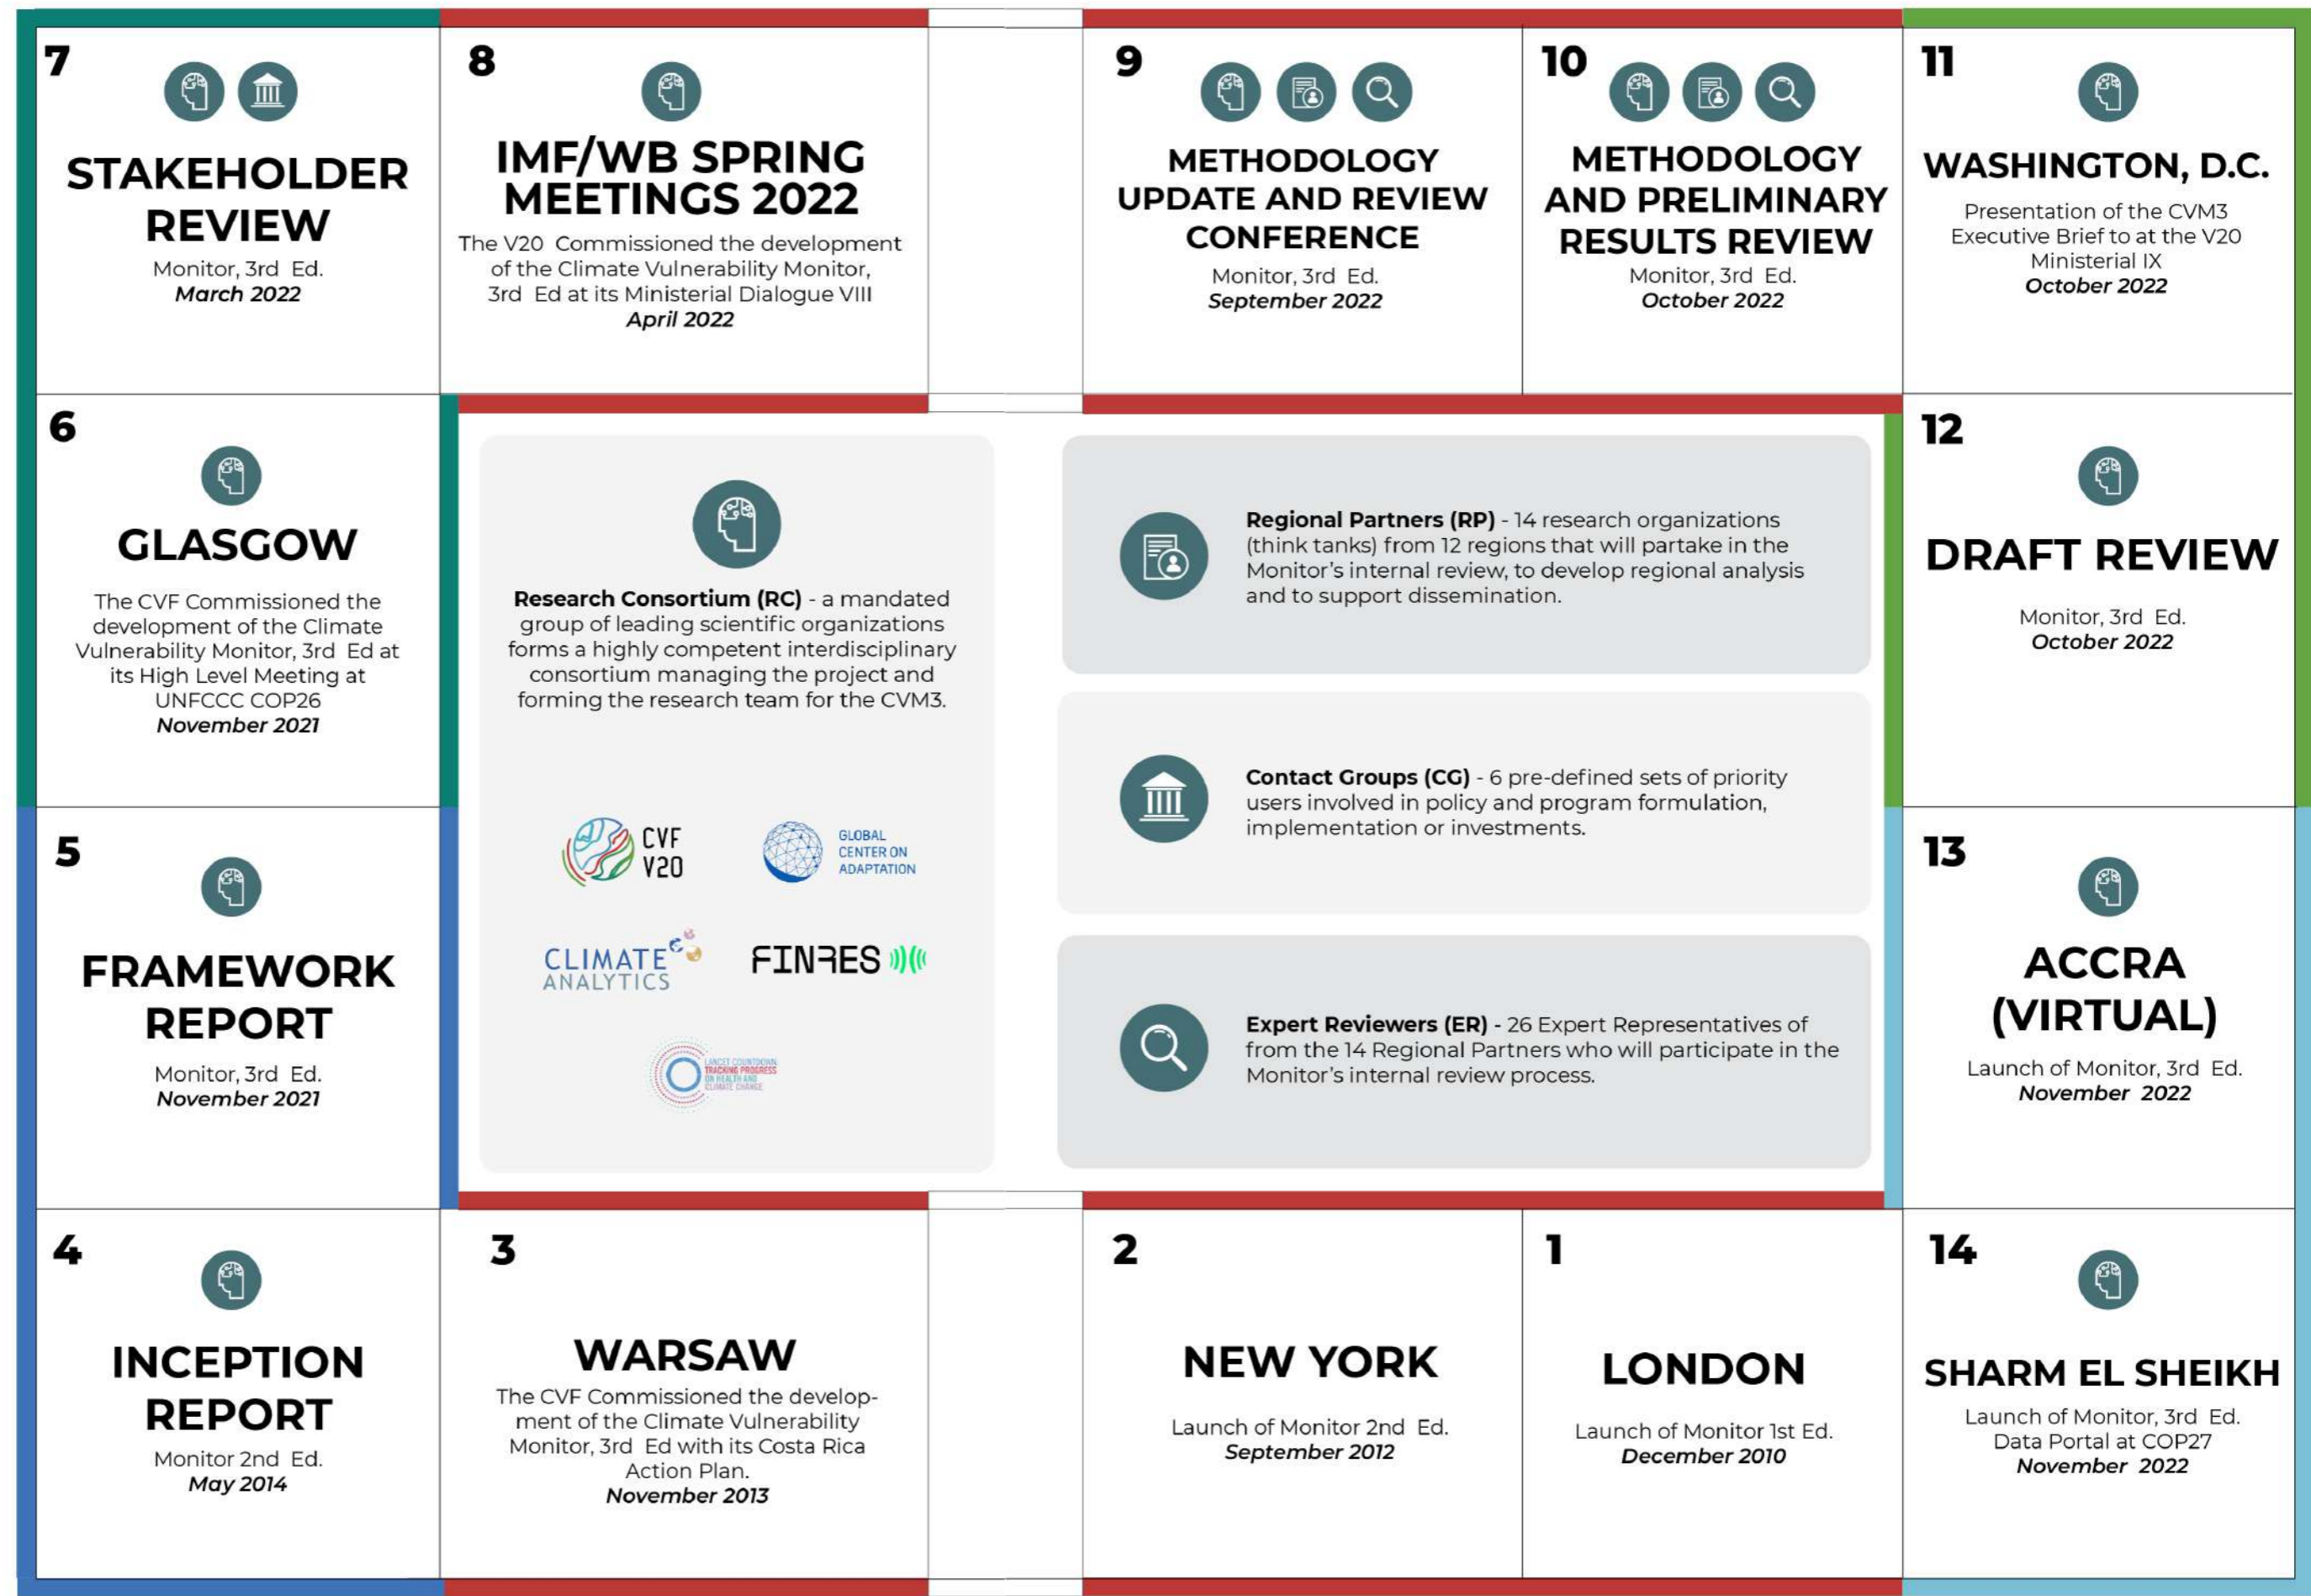 7
STAKEHOLDER
REVIEW
Monitor, 3rd Ed.
March 2022
8
IMF/WB SPRING
MEETINGS 2022
The V20 Commissioned the development
of the Climate Vulnerability Monitor,
3rd Ed at its Ministerial Dialogue VIII
April 2022
9
METHODOLOGY
UPDATE AND REVIEW
CONFERENCE
Monitor, 3rd Ed.
September 2022
10
METHODOLOGY
AND PRELIMINARY
RESULTS REVIEW
Monitor, 3rd Ed.
October 2022
11
WASHINGTON, D.C.
Presentation of the CVM3
Executive Brief to at the V20
Ministerial IX
October 2022
6
GLASGOW
The CVF Commissioned the
development of the Climate
Vulnerability Monitor, 3rd Ed at
its High Level Meeting at
UNFCCC COP26
November 2021
Research Consortium (RC) - a mandated
group of leading scientific organizations
forms a highly competent interdisciplinary
consortium managing the project and
forming the research team for the CVM3.
CVF
V20
GLOBAL
CENTER ON
ADAPTATION
CLIMATE
ANALYTICS
FINRES
LANCET COUNTDOWN:
TRACKING PROGRESS
ON HEALTH AND
CLIMATE CHANGE
Regional Partners (RP) - 14 research organizations
(think tanks) from 12 regions that will partake in the
Monitor's internal review, to develop regional analysis
and to support dissemination.
Contact Groups (CG) - 6 pre-defined sets of priority
users involved in policy and program formulation,
implementation or investments.
Expert Reviewers (ER) - 26 Expert Representatives of
from the 14 Regional Partners who will participate in the
Monitor's internal review process.
12
DRAFT REVIEW
Monitor, 3rd Ed.
October 2022
5
FRAMEWORK
REPORT
Monitor, 3rd Ed.
November 2021
13
ACCRA
(VIRTUAL)
Launch of Monitor, 3rd Ed.
November 2022
4
INCEPTION
REPORT
Monitor 2nd Ed.
May 2014
3
WARSAW
The CVF Commissioned the develop-
ment of the Climate Vulnerability
Monitor, 3rd Ed with its Costa Rica
Action Plan.
November 2013
2
NEW YORK
Launch of Monitor 2nd Ed.
September 2012
1
LONDON
Launch of Monitor 1st Ed.
December 2010
14
SHARM EL SHEIKH
Launch of Monitor, 3rd Ed.
Data Portal at COP27
November 2022